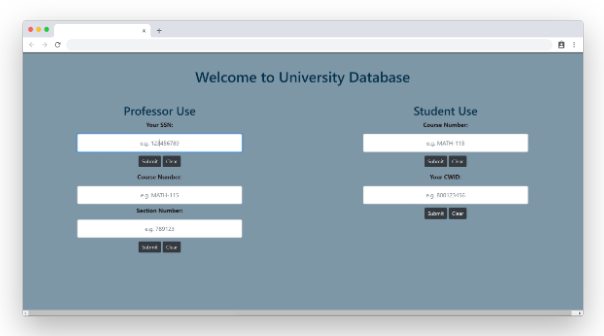 Welcome to University Database
Professor Use
Your SSN:
e.g. 123456789
Submit Clear
Course Number:
e.g. MATH-115
Section Number:
e.g. 789123
Submit Clear
Student Use
Course Number:
e.g. MATH-118
Submit Clear
Your CWID:
e.g. 800123456
Submit Clear